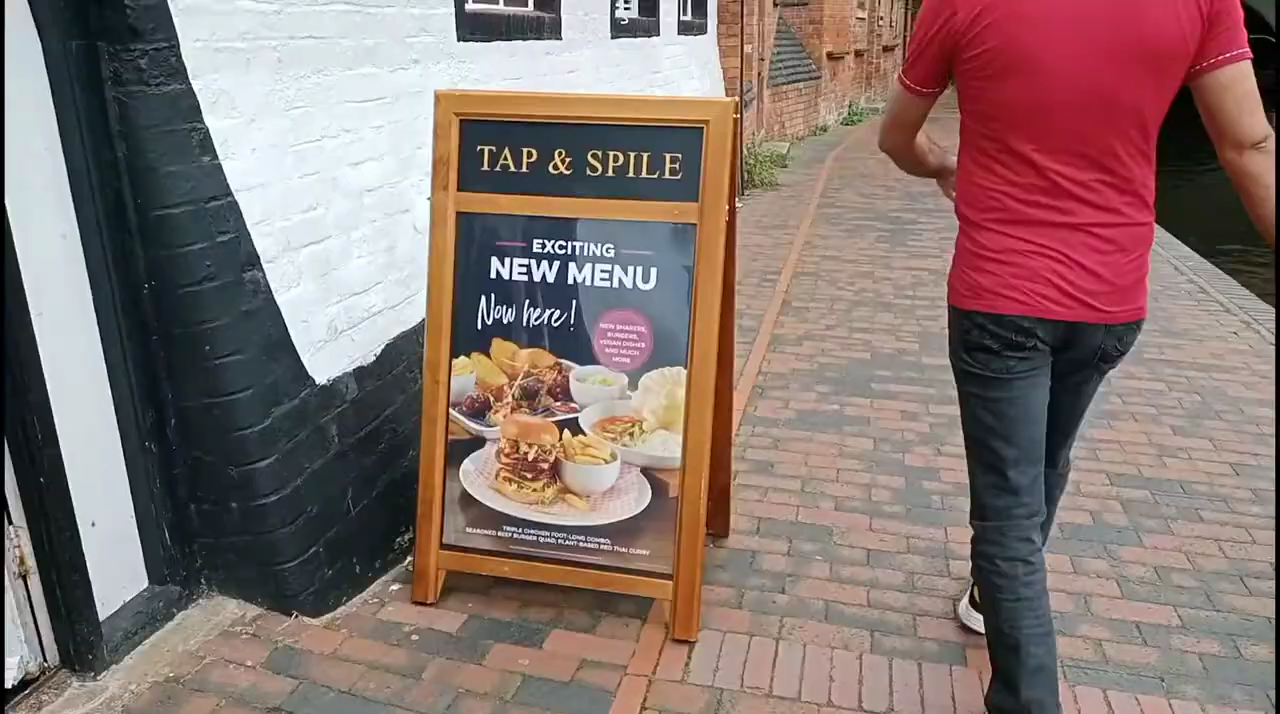 TAP & SPILE
EXCITING
NEW MENU
Now here!
NEW SHARERS,
BURGERS,
VEGAN DISHES
AND MUCH
MORE
TRIPLE CHICKEN FOOT-LONG COMBO,
SEASONED BEEF BURGER QUAD, PLANT-BASED RED THAI CURRY